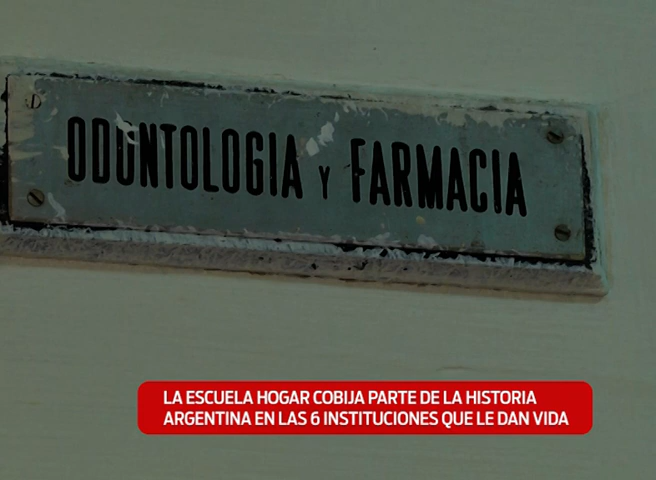 ODONTOLOGIA Y FARMACIA
LA ESCUELA HOGAR COBIJA PARTE DE LA HISTORIA
ARGENTINA EN LAS 6 INSTITUCIONES QUE LE DAN VIDA